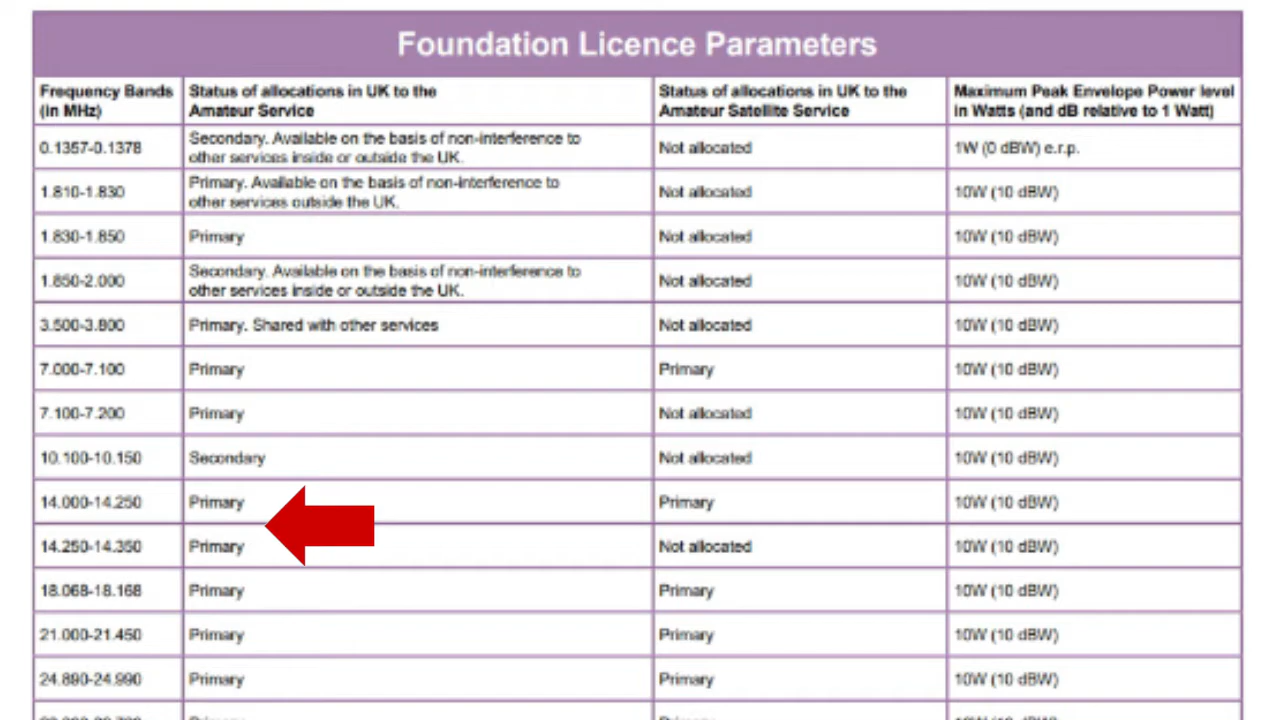 Foundation Licence Parameters
Frequency Bands (in MHz) Status of allocations in UK to the Amateur Service Status of allocations in UK to the Amateur Satellite Service Maximum Peak Envelope Power level in Watts (and dB relative to 1 Watt)
0.1357-0.1378 Secondary. Available on the basis of non-interference to other services inside or outside the UK. Not allocated 1W (0 dBW) e.r.p.
1.810-1.830 Primary. Available on the basis of non-interference to other services outside the UK. Not allocated 10W (10 dBW)
1.830-1.850 Primary Not allocated 10W (10 dBW)
1.850-2.000 Secondary. Available on the basis of non-interference to other services inside or outside the UK. Not allocated 10W (10 dBW)
3.500-3.800 Primary. Shared with other services Not allocated 10W (10 dBW)
7.000-7.100 Primary Primary 10W (10 dBW)
7.100-7.200 Primary Not allocated 10W (10 dBW)
10.100-10.150 Secondary Not allocated 10W (10 dBW)
14.000-14.250 Primary Primary 10W (10 dBW)
14.250-14.350 Primary Not allocated 10W (10 dBW)
18.068-18.168 Primary Primary 10W (10 dBW)
21.000-21.450 Primary Primary 10W (10 dBW)
24.890-24.990 Primary Primary 10W (10 dBW)